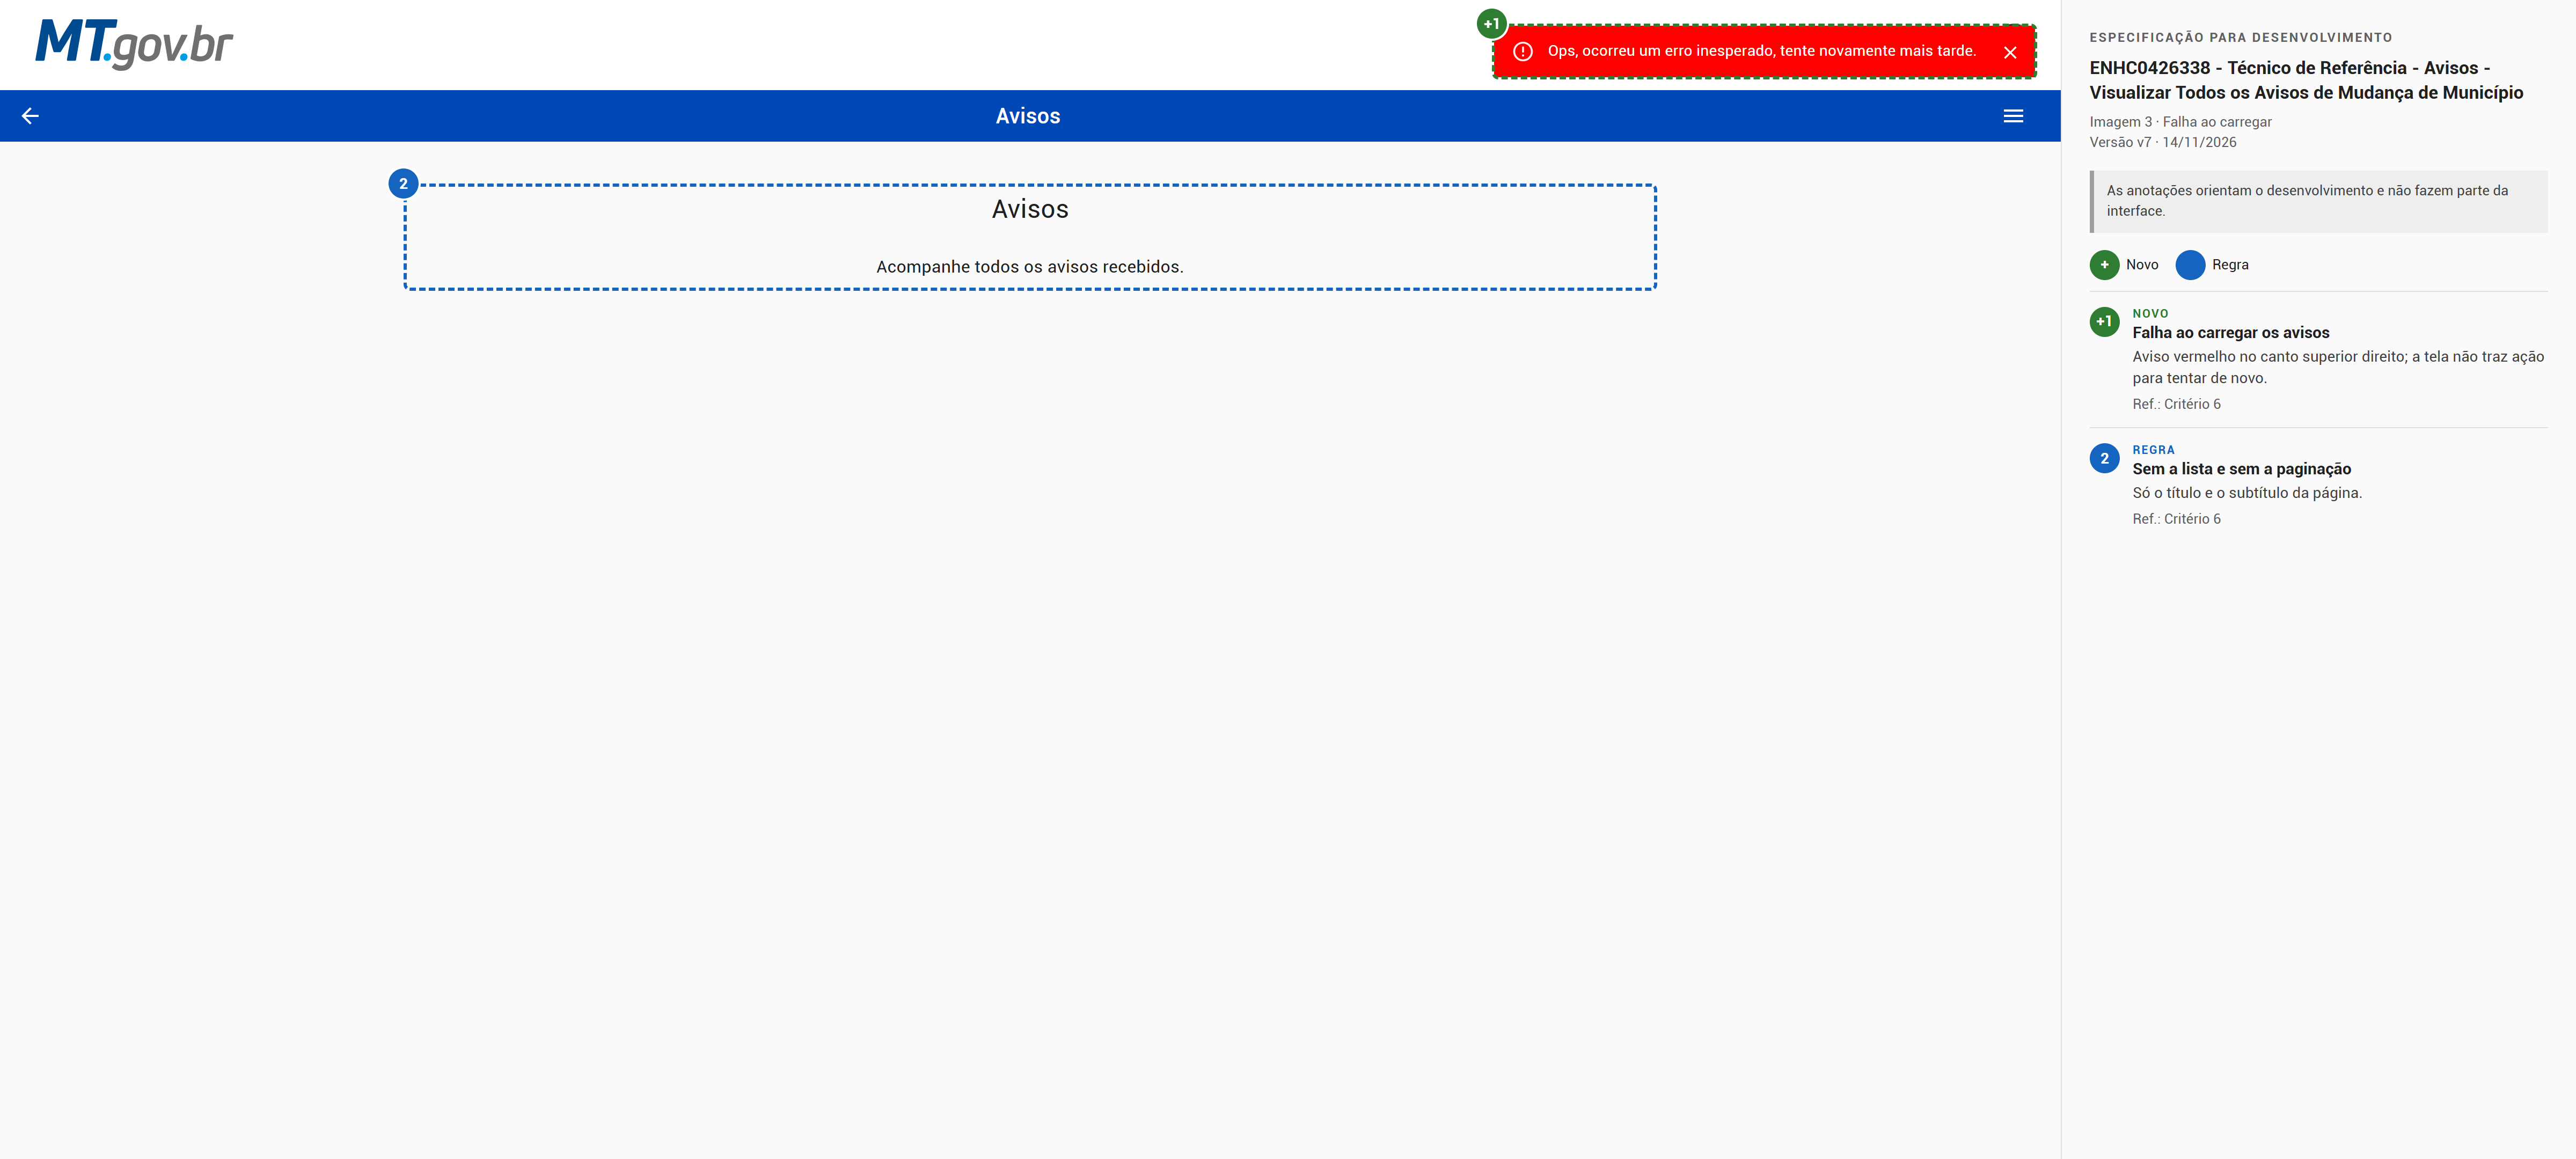 MT.gov.br
+1
Ops, ocorreu um erro inesperado, tente novamente mais tarde.
Avisos
2
Avisos
Acompanhe todos os avisos recebidos.
ESPECIFICAÇÃO PARA DESENVOLVIMENTO
ENHC0426338 - Técnico de Referência - Avisos -
Visualizar Todos os Avisos de Mudança de Município
Imagem 3 · Falha ao carregar
Versão v7 · 14/11/2026
As anotações orientam o desenvolvimento e não fazem parte da
interface.
+ Novo Regra
+1 NOVO
Falha ao carregar os avisos
Aviso vermelho no canto superior direito; a tela não traz ação
para tentar de novo.
Ref.: Critério 6
2 REGRA
Sem a lista e sem a paginação
Só o título e o subtítulo da página.
Ref.: Critério 6